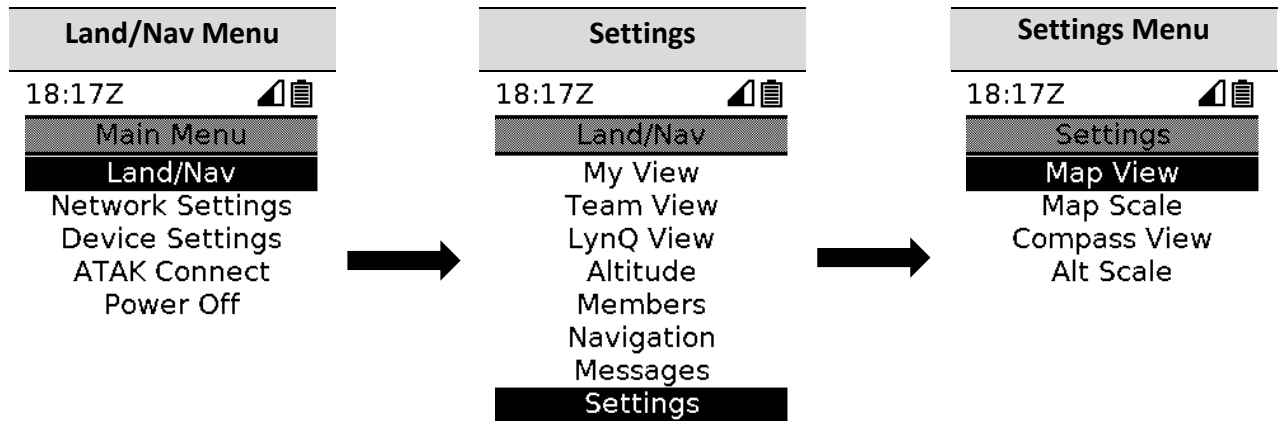 Land/Nav Menu
18:17Z
Main Menu
Land/Nav
Network Settings
Device Settings
ATAK Connect
Power Off
Settings
18:17Z
Land/Nav
My View
Team View
LynQ View
Altitude
Members
Navigation
Messages
Settings
Settings Menu
18:17Z
Settings
Map View
Map Scale
Compass View
Alt Scale